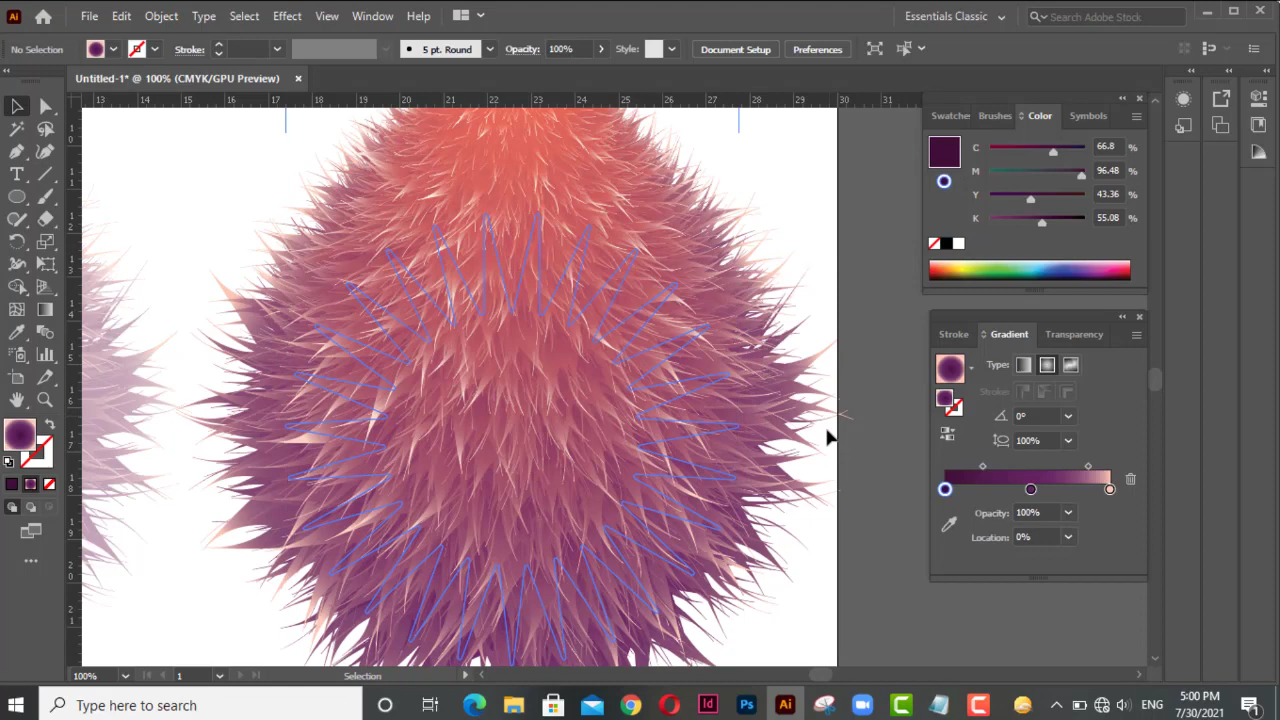 Ai File Edit Object Type Select Effect View Window Help Essentials Classic Search Adobe Stock
No Selection Stroke: 5 pt. Round Opacity: 100% Style: Document Setup Preferences
Untitled-1* @ 100% (CMYK/GPU Preview)
13 14 15 16 17 18 19 20 21 22 23 24 25 26 27 28 29 30 31
Swatche Brushes Color Symbols
C 66.8 %
M 96.48 %
Y 43.36 %
K 55.08 %
Stroke Gradient Transparency
Type:
Stroke:
0°
100%
Opacity: 100%
Location: 0%
100% 1 Selection
Type here to search Id Ps Ai ENG 5:00 PM
7/30/2021